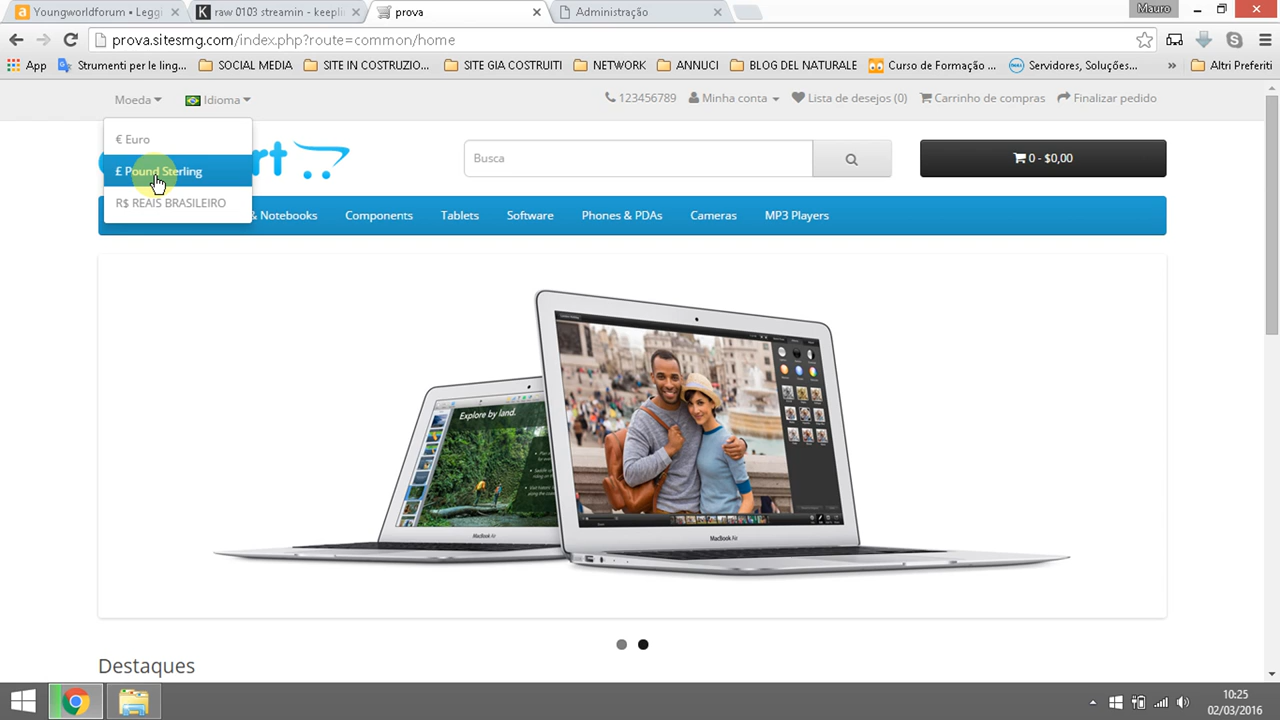 Youngworldforum • Leggi
raw 0103 streamin - keeplin
prova
Administração
Mauro
prova.sitesmg.com/index.php?route=common/home
App
Strumenti per le ling...
SOCIAL MEDIA
SITE IN COSTRUZIO...
SITE GIA COSTRUITI
NETWORK
ANNUCI
BLOG DEL NATURALE
Curso de Formação ...
Servidores, Soluções...
»
Altri Preferiti
Moeda
Idioma
123456789
Minha conta
Lista de desejos (0)
Carrinho de compras
Finalizar pedido
€ Euro
£ Pound Sterling
R$ REAIS BRASILEIRO
rt
Busca
0 - $0,00
& Notebooks
Components
Tablets
Software
Phones & PDAs
Cameras
MP3 Players
Explore by land.
MacBook Air
MacBook Air
Destaques
10:25
02/03/2016